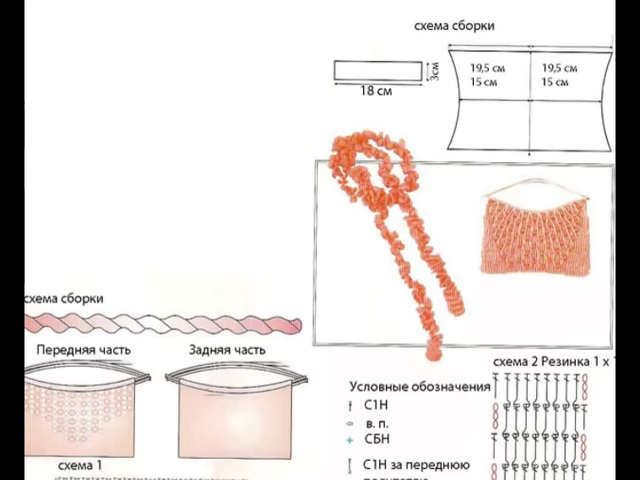 схема сборки
19,5 см 19,5 см
15 см 15 см
3см
18 см
схема сборки
Передняя часть Задняя часть
схема 2 Резинка 1 х 1
Условные обозначения
С1Н
в. п.
СБН
схема 1
С1Н за переднюю